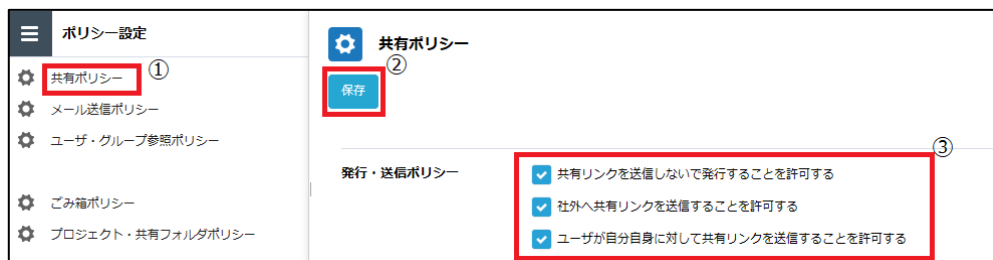 ポリシー設定
共有ポリシー ①
メール送信ポリシー
ユーザ・グループ参照ポリシー
ごみ箱ポリシー
プロジェクト・共有フォルダポリシー
共有ポリシー
②
保存
③
発行・送信ポリシー
共有リンクを送信しないで発行することを許可する
社外へ共有リンクを送信することを許可する
ユーザが自分自身に対して共有リンクを送信することを許可する